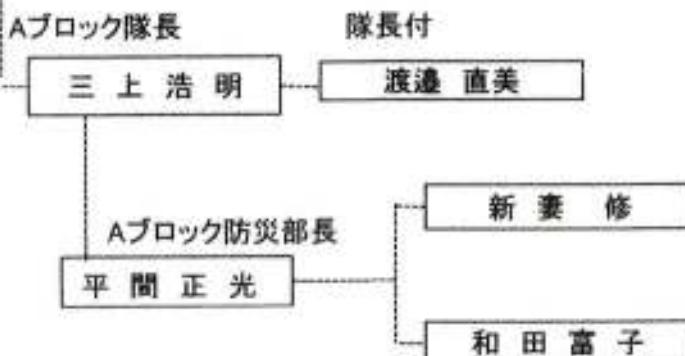 Aブロック隊長 隊長付
三 上 浩 明 渡邉 直美
新 妻 修
Aブロック防災部長
平 間 正 光
和 田 富 子